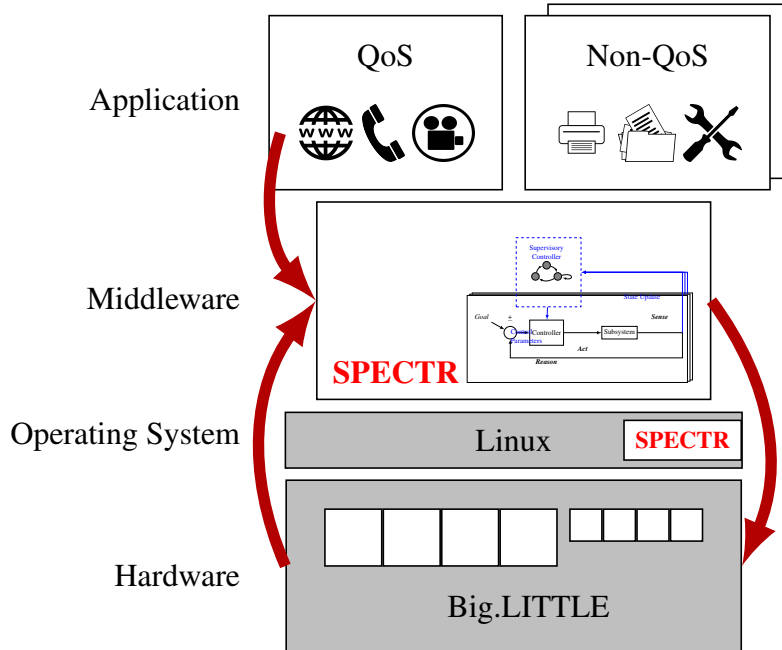 QoS
Non-QoS
Application
W W W
Middleware
Supervisory
Controller
State Update
Goal
±
Controller
Subsystem
Sense
Parameters
Act
Reason
SPECTR
Operating System
Linux
SPECTR
Hardware
Big.LITTLE